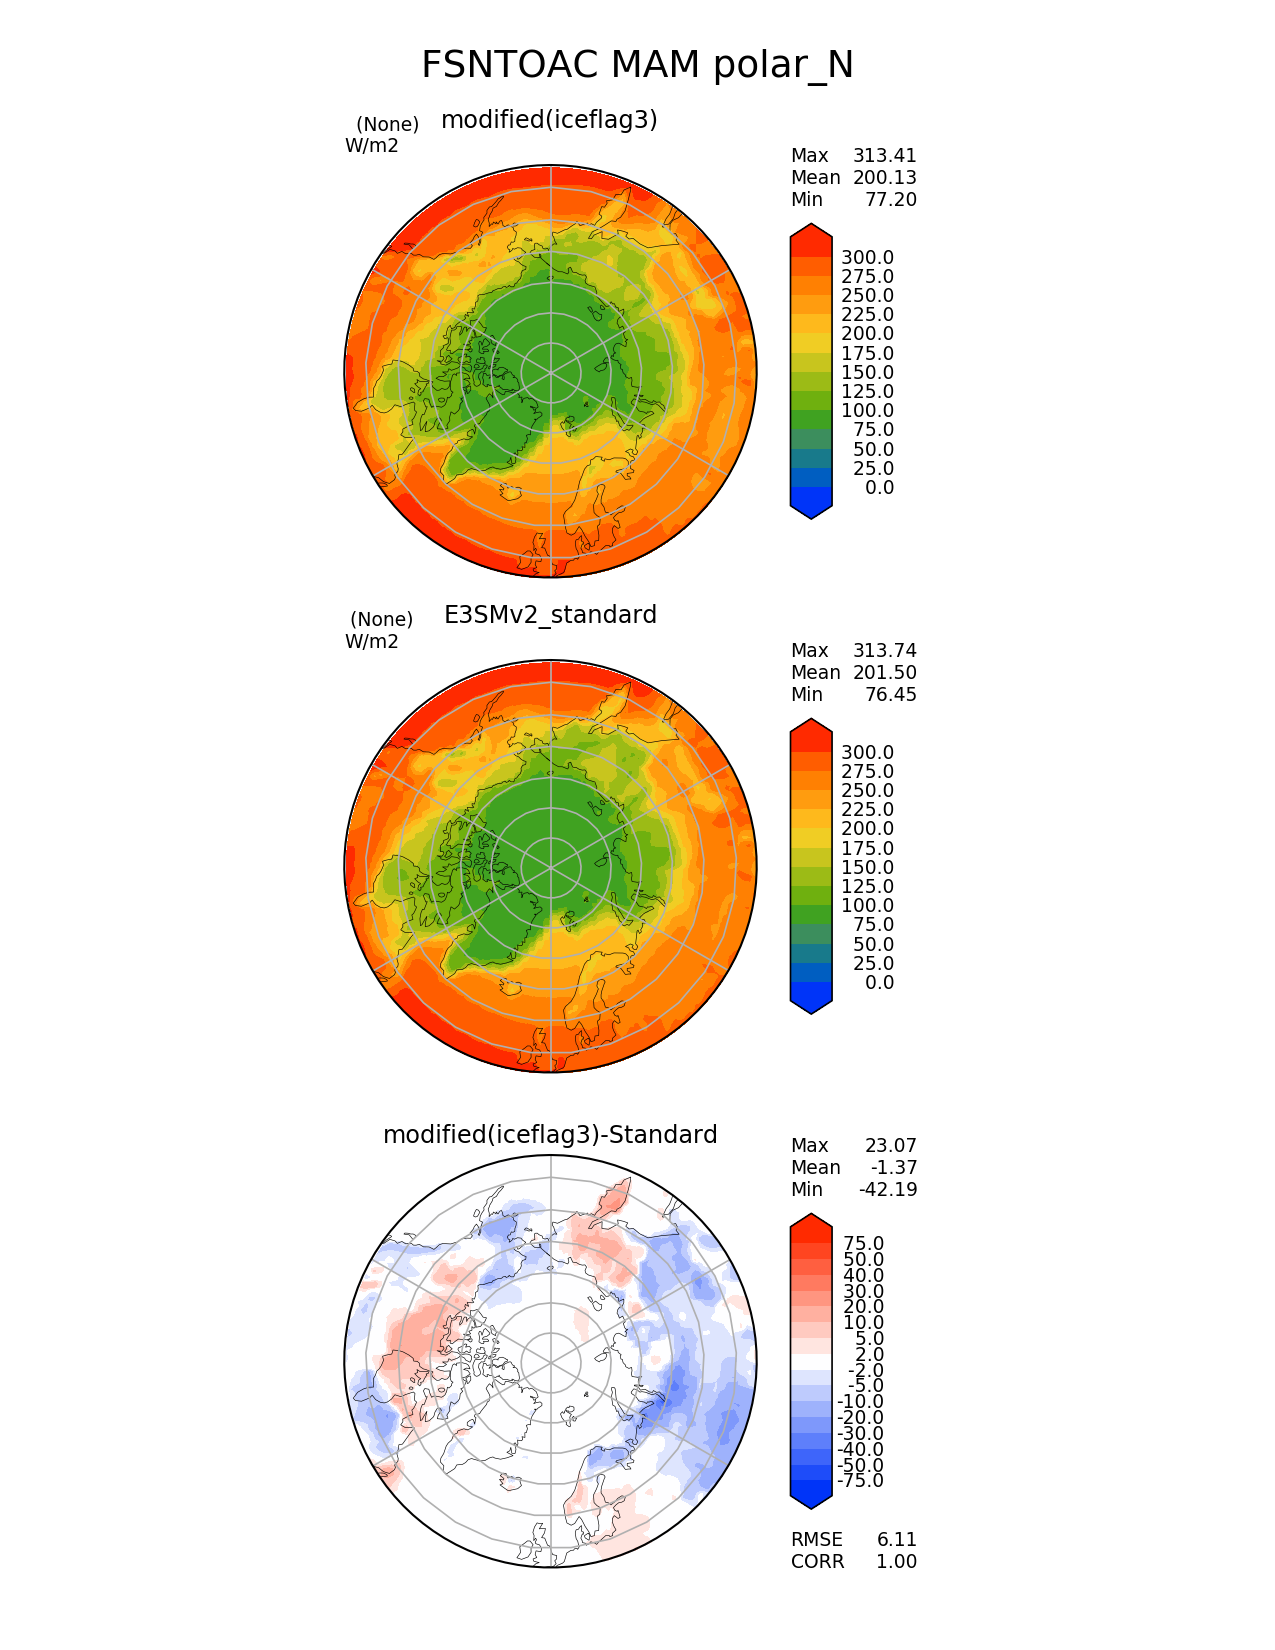 FSNTOAC MAM polar_N
(None)
modified(iceflag3)
W/m2
Max 313.41
Mean 200.13
Min 77.20
300.0
275.0
250.0
225.0
200.0
175.0
150.0
125.0
100.0
75.0
50.0
25.0
0.0
(None)
E3SMv2_standard
W/m2
Max 313.74
Mean 201.50
Min 76.45
300.0
275.0
250.0
225.0
200.0
175.0
150.0
125.0
100.0
75.0
50.0
25.0
0.0
modified(iceflag3)-Standard
Max 23.07
Mean -1.37
Min -42.19
75.0
50.0
40.0
30.0
20.0
10.0
5.0
2.0
-2.0
-5.0
-10.0
-20.0
-30.0
-40.0
-50.0
-75.0
RMSE 6.11
CORR 1.00